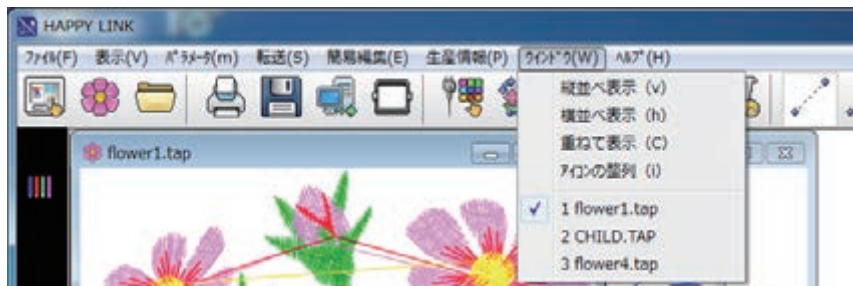 HAPPY LINK
ﾌｧｲﾙ(F) 表示(V) ﾊﾟﾗﾒｰﾀ(m) 転送(S) 簡易編集(E) 生産情報(P) ｳｲﾝﾄﾞｳ(W) ﾍﾙﾌﾟ(H)
縦並べ表示 (v)
横並べ表示 (h)
重ねて表示 (C)
ｱｲｺﾝの整列 (i)
flower1.tap
1 flower1.tap
2 CHILD.TAP
3 flower4.tap